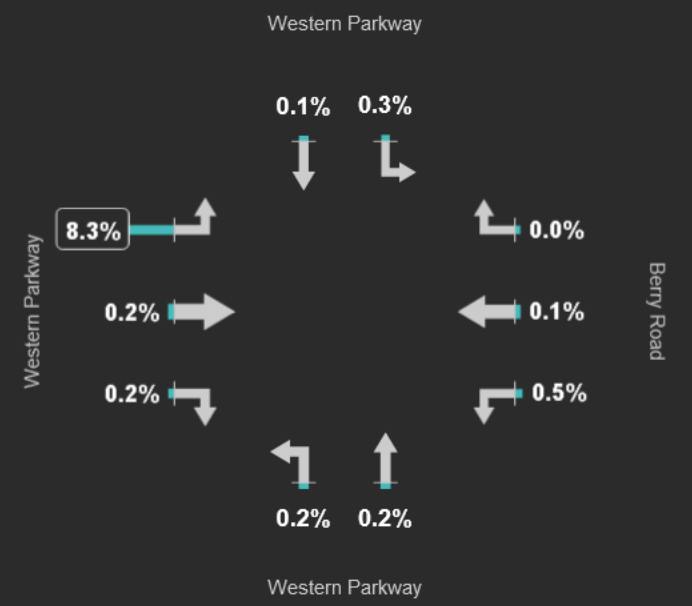 Western Parkway
0.1% 0.3%
8.3% 0.0%
Western Parkway
0.2% 0.1%
Berry Road
0.2% 0.5%
0.2% 0.2%
Western Parkway